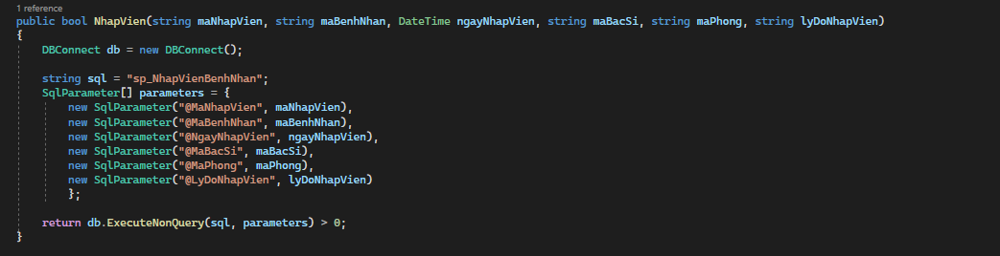 1 reference
public bool NhapVien(string maNhapVien, string maBenhNhan, DateTime ngayNhapVien, string maBacSi, string maPhong, string lyDoNhapVien)
{
DBConnect db = new DBConnect();
string sql = "sp_NhapVienBenhNhan";
SqlParameter[] parameters = {
new SqlParameter("@MaNhapVien", maNhapVien),
new SqlParameter("@MaBenhNhan", maBenhNhan),
new SqlParameter("@NgayNhapVien", ngayNhapVien),
new SqlParameter("@MaBacSi", maBacSi),
new SqlParameter("@MaPhong", maPhong),
new SqlParameter("@LyDoNhapVien", lyDoNhapVien)
};
return db.ExecuteNonQuery(sql, parameters) > 0;
}